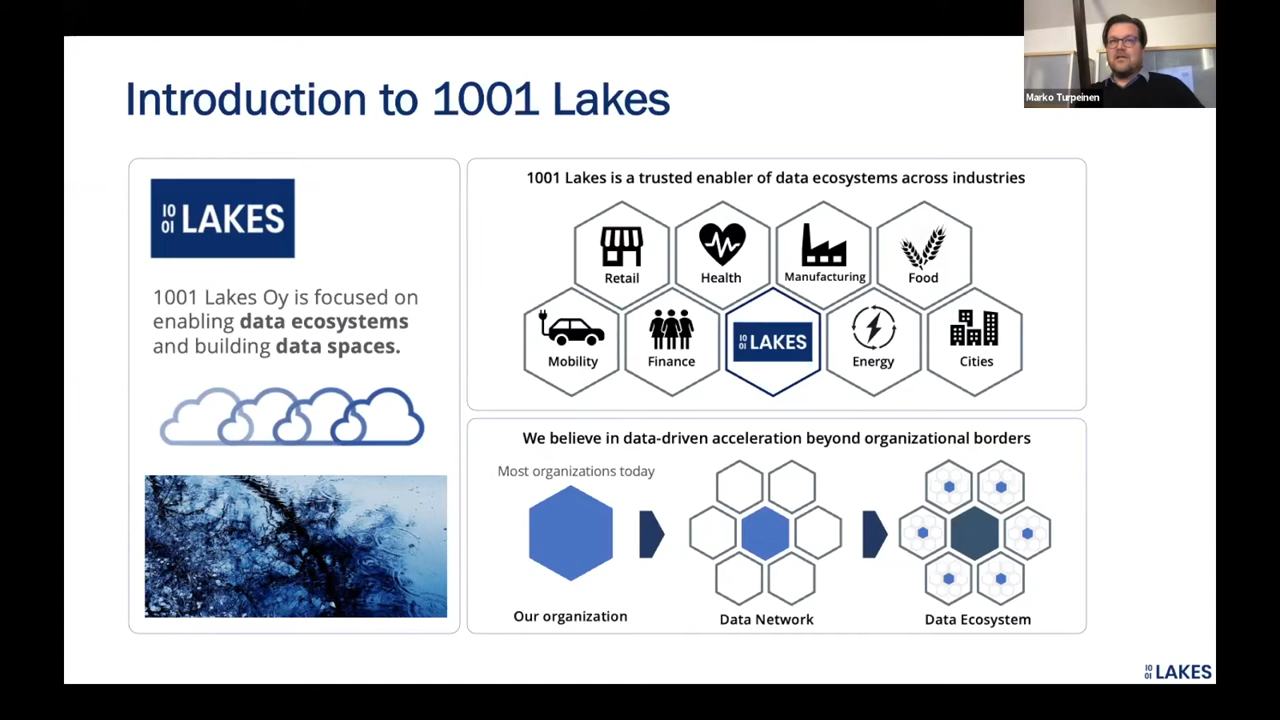 Introduction to 1001 Lakes
Marko Turpeinen
10
01 LAKES
1001 Lakes Oy is focused on
enabling data ecosystems
and building data spaces.
1001 Lakes is a trusted enabler of data ecosystems across industries
Retail
Health
Manufacturing
Food
Mobility
Finance
10
01 LAKES
Energy
Cities
We believe in data-driven acceleration beyond organizational borders
Most organizations today
Our organization
Data Network
Data Ecosystem
10
01 LAKES